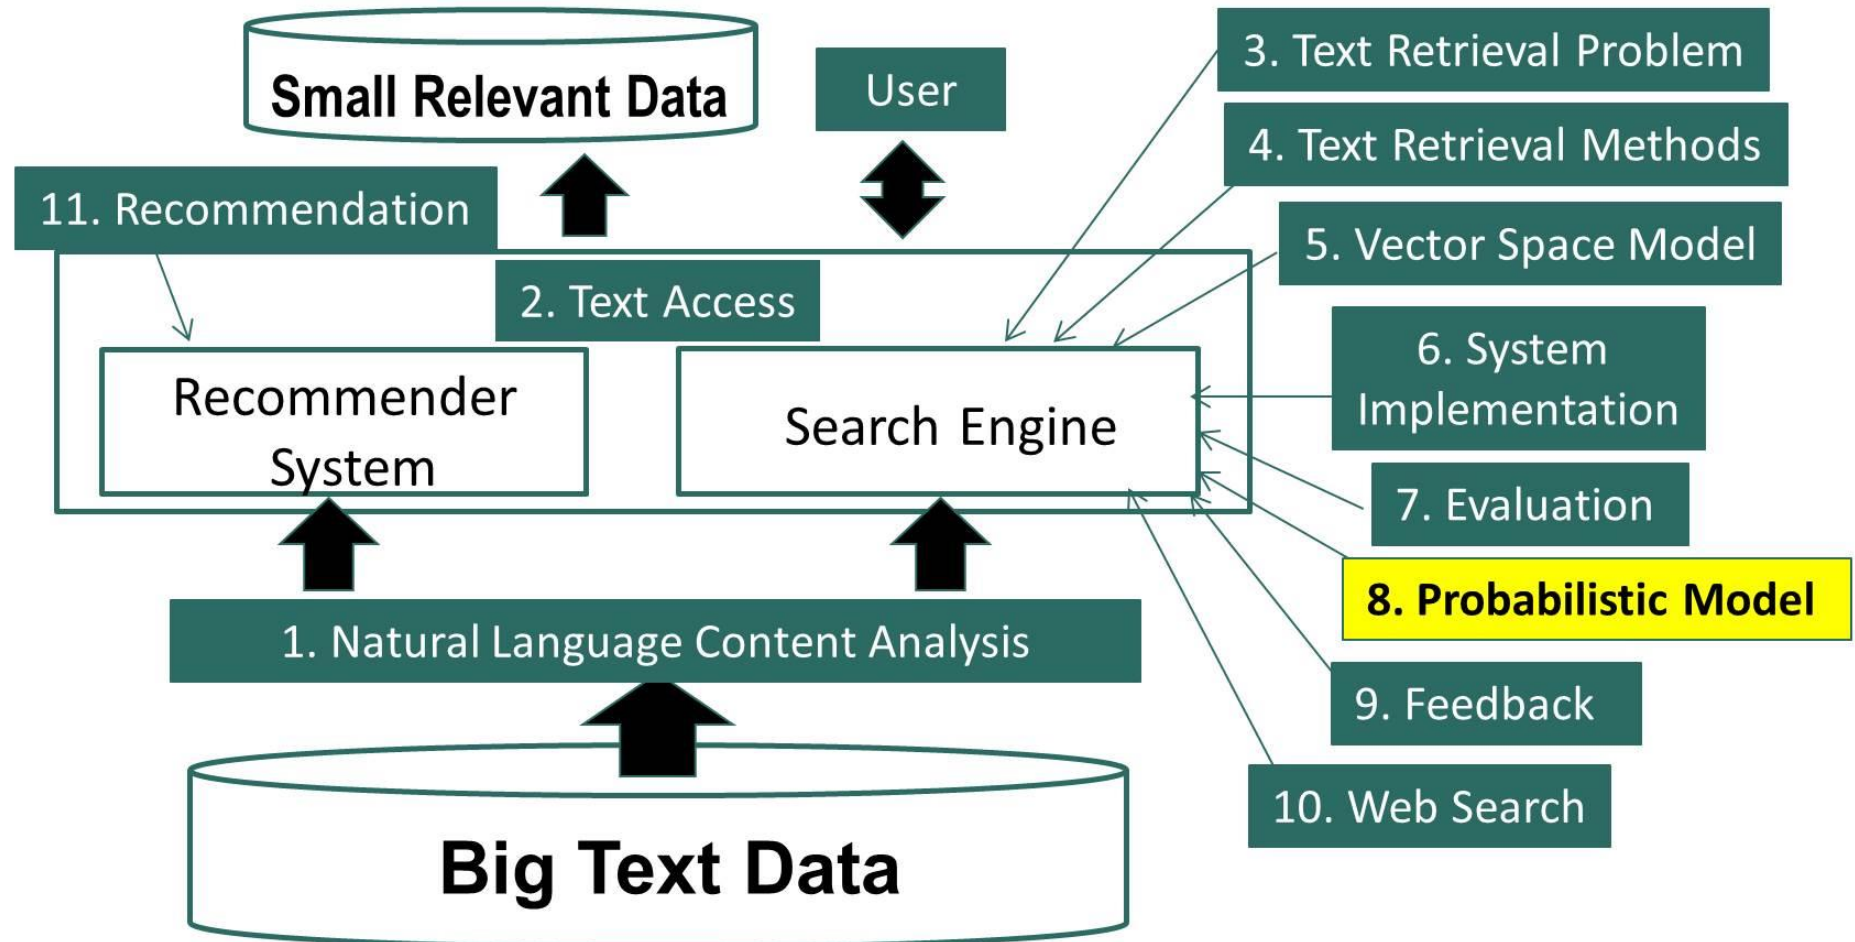 Small Relevant Data
User
3. Text Retrieval Problem
4. Text Retrieval Methods
11. Recommendation
5. Vector Space Model
2. Text Access
6. System
Implementation
Recommender
System
Search Engine
7. Evaluation
8. Probabilistic Model
1. Natural Language Content Analysis
9. Feedback
10. Web Search
Big Text Data